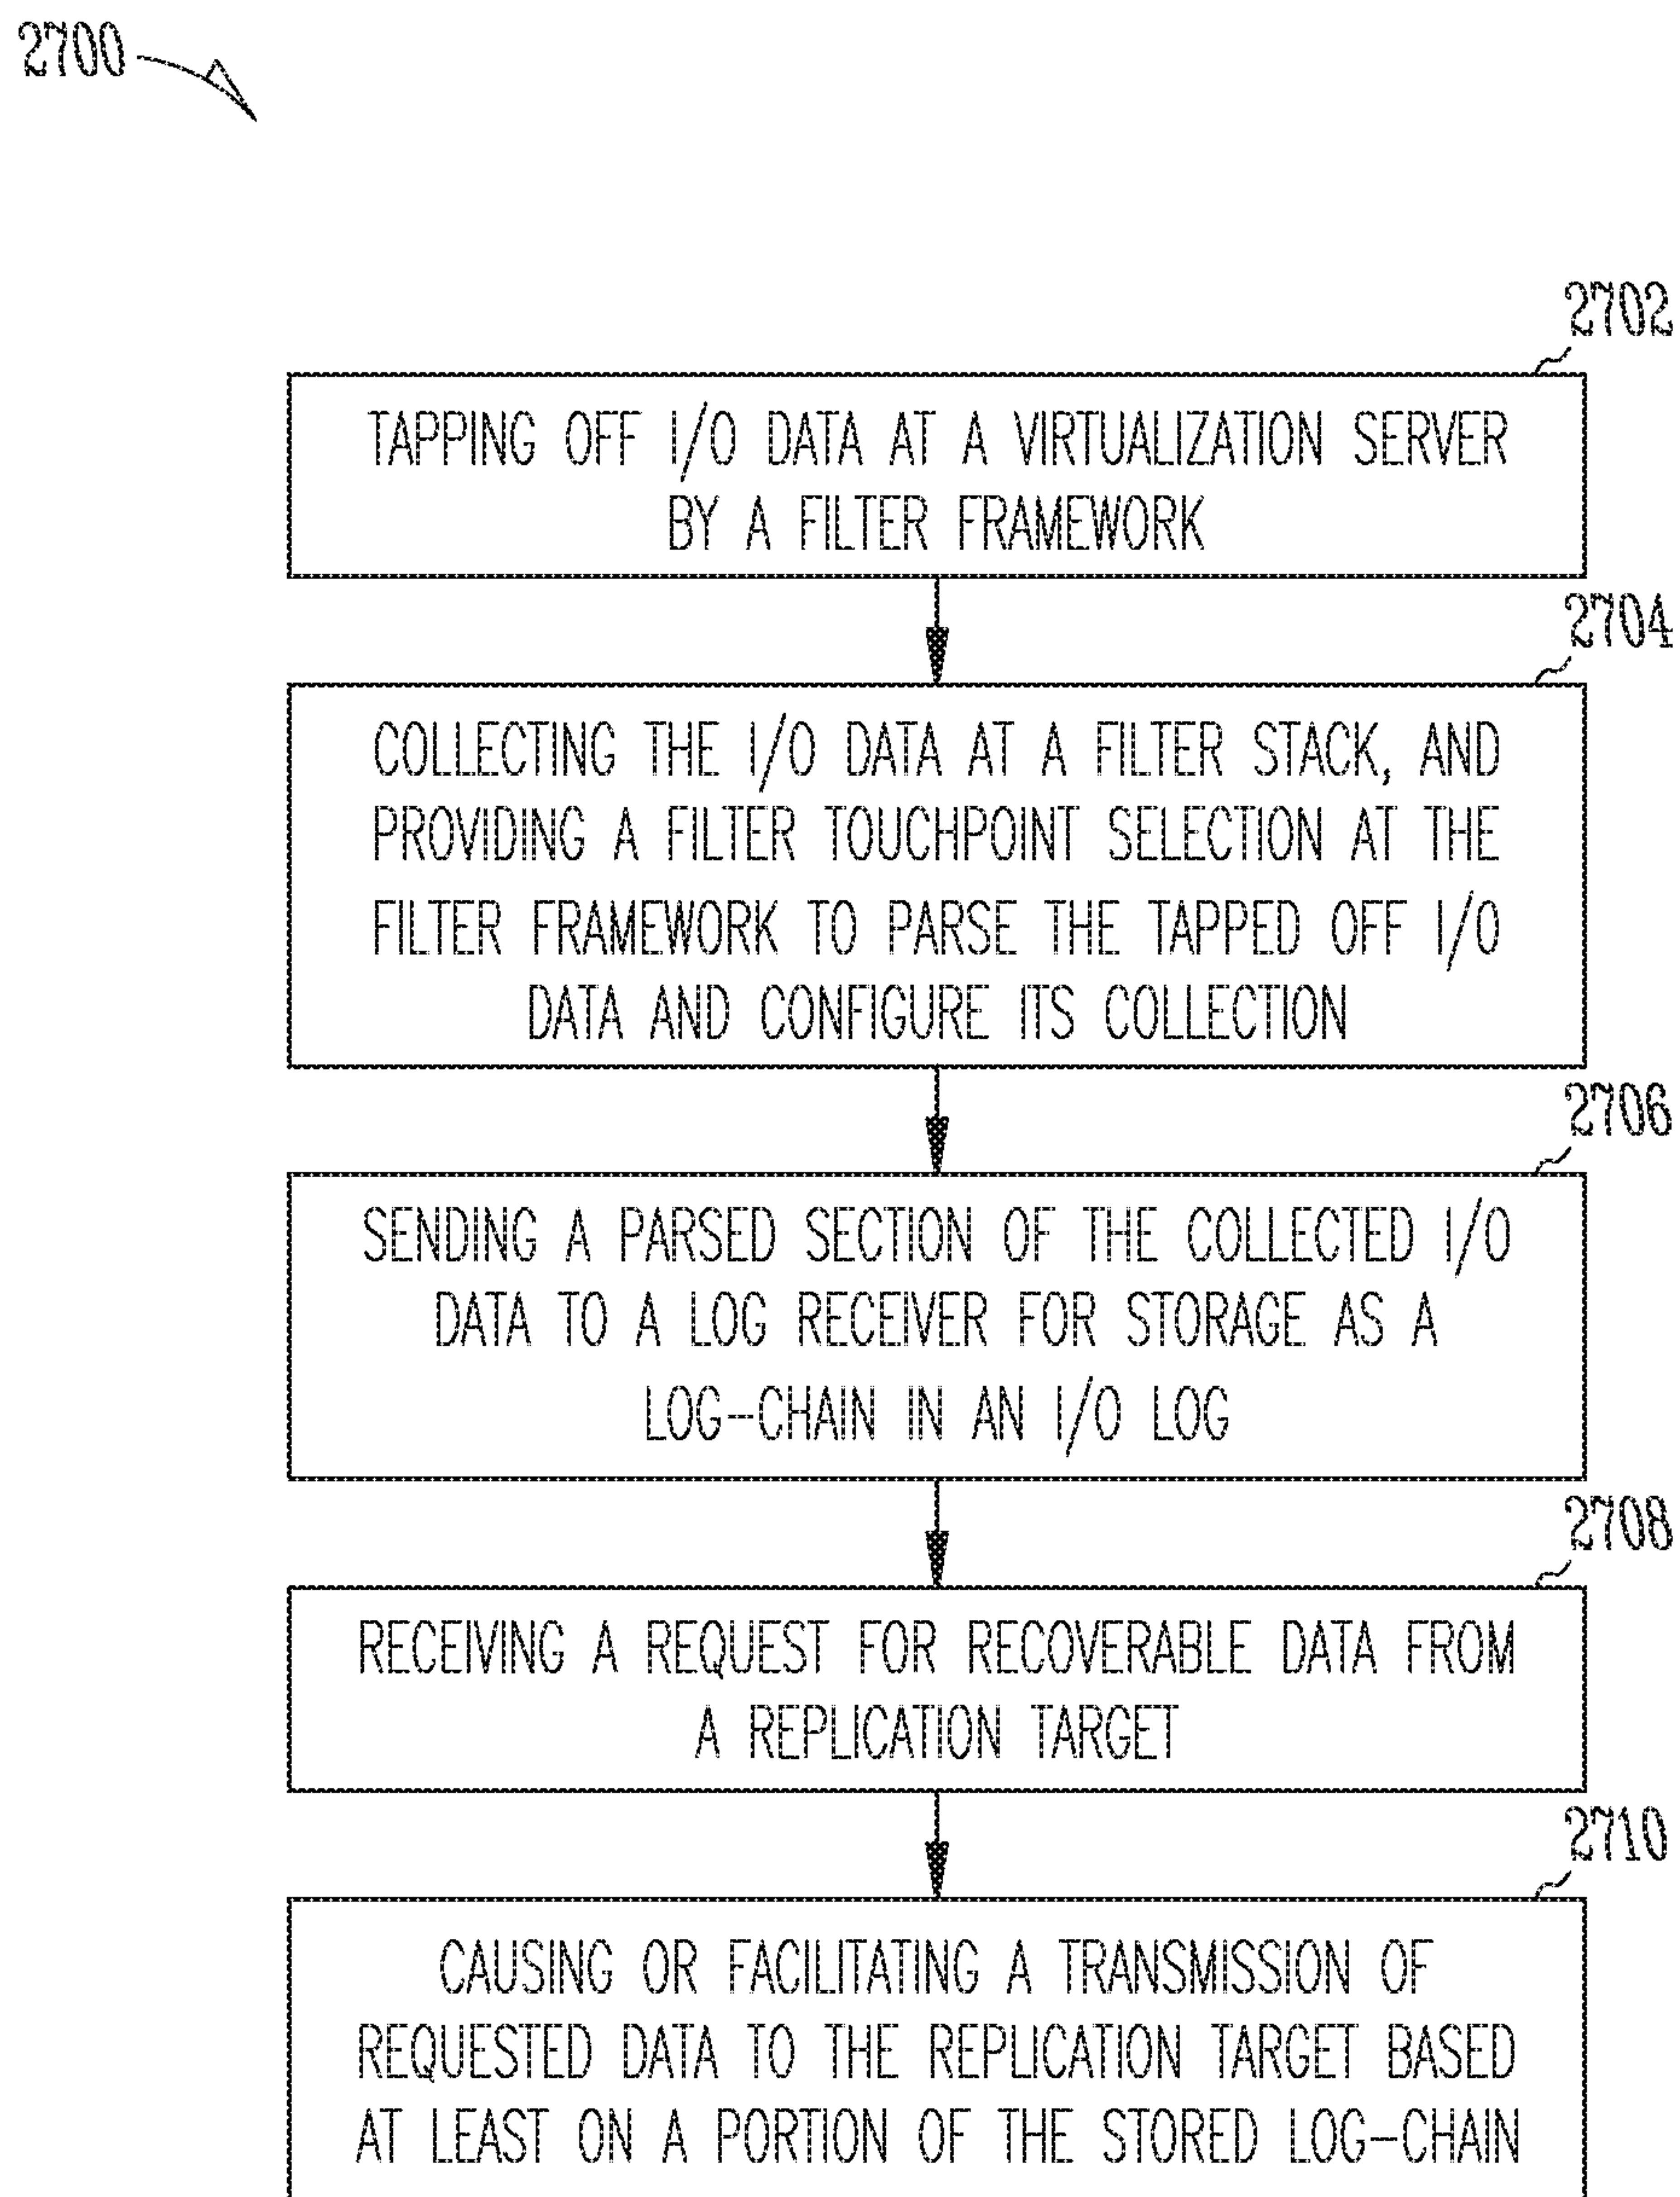 2700
2702
TAPPING OFF I/O DATA AT A VIRTUALIZATION SERVER
BY A FILTER FRAMEWORK
2704
COLLECTING THE I/O DATA AT A FILTER STACK, AND
PROVIDING A FILTER TOUCHPOINT SELECTION AT THE
FILTER FRAMEWORK TO PARSE THE TAPPED OFF I/O
DATA AND CONFIGURE ITS COLLECTION
2706
SENDING A PARSED SECTION OF THE COLLECTED I/O
DATA TO A LOG RECEIVER FOR STORAGE AS A
LOG-CHAIN IN AN I/O LOG
2708
RECEIVING A REQUEST FOR RECOVERABLE DATA FROM
A REPLICATION TARGET
2710
CAUSING OR FACILITATING A TRANSMISSION OF
REQUESTED DATA TO THE REPLICATION TARGET BASED
AT LEAST ON A PORTION OF THE STORED LOG-CHAIN